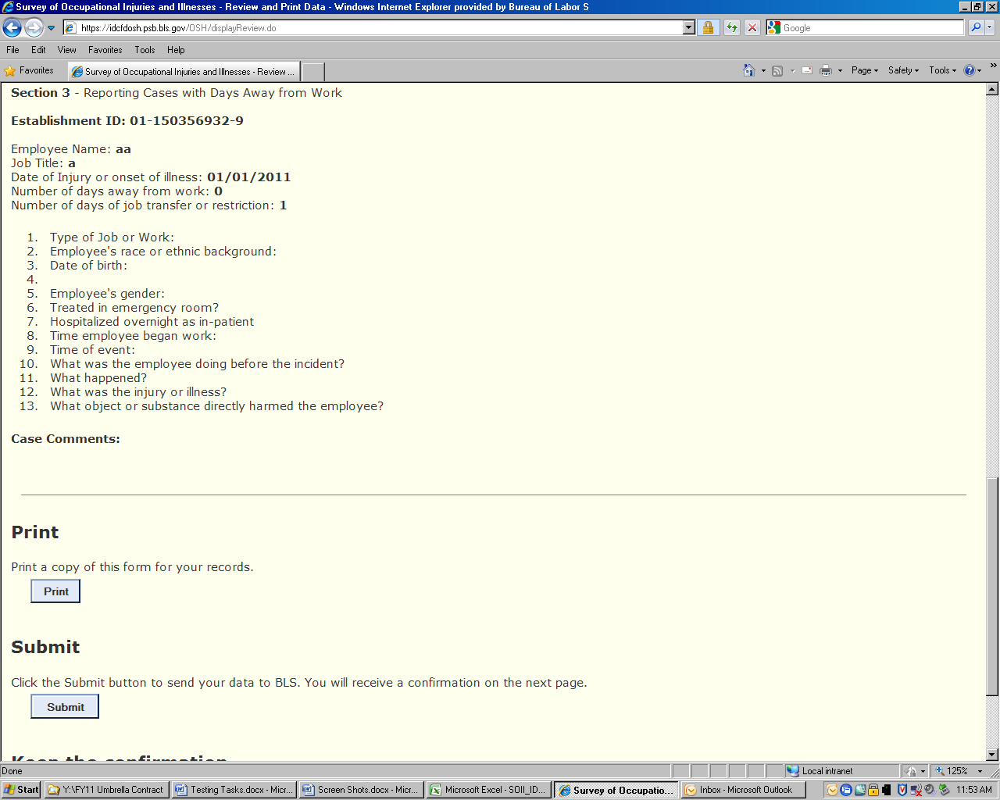 Survey of Occupational Injuries and Illnesses - Review and Print Data - Windows Internet Explorer provided by Bureau of Labor S
https://idcfdosh.psb.bls.gov/OSH/displayReview.do
Google
File Edit View Favorites Tools Help
Favorites
Survey of Occupational Injuries and Illnesses - Review ...
Page Safety Tools
Section 3 - Reporting Cases with Days Away from Work
Establishment ID: 01-150356932-9
Employee Name: aa
Job Title: a
Date of Injury or onset of illness: 01/01/2011
Number of days away from work: 0
Number of days of job transfer or restriction: 1
1. Type of Job or Work:
2. Employee's race or ethnic background:
3. Date of birth:
4.
5. Employee's gender:
6. Treated in emergency room?
7. Hospitalized overnight as in-patient
8. Time employee began work:
9. Time of event:
10. What was the employee doing before the incident?
11. What happened?
12. What was the injury or illness?
13. What object or substance directly harmed the employee?
Case Comments:
Print
Print a copy of this form for your records.
Print
Submit
Click the Submit button to send your data to BLS. You will receive a confirmation on the next page.
Submit
Keep the confirmation
Done
Local intranet
125%
Start
Y:\FY11 Umbrella Contract
Testing Tasks.docx - Micr...
Screen Shots.docx - Micr...
Microsoft Excel - SOII_ID...
Survey of Occupatio...
Inbox - Microsoft Outlook
11:53 AM